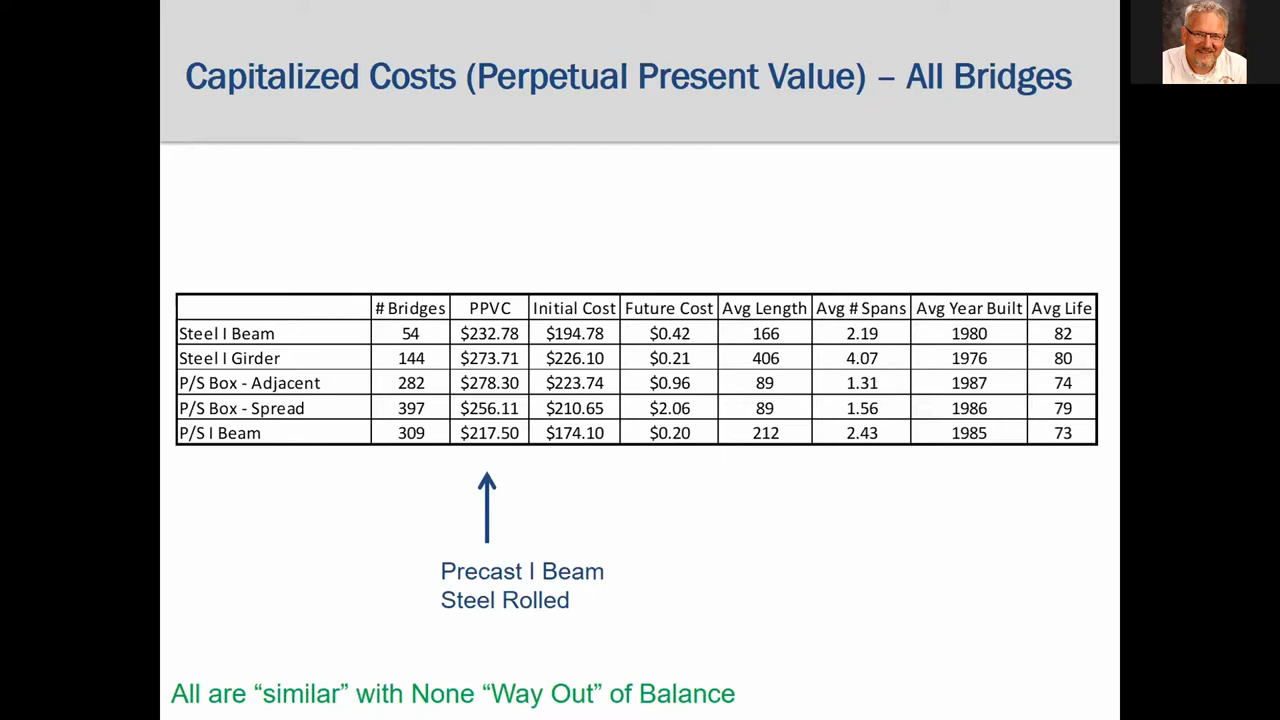 Capitalized Costs (Perpetual Present Value) – All Bridges
# Bridges PPVC Initial Cost Future Cost Avg Length Avg # Spans Avg Year Built Avg Life
Steel I Beam 54 $232.78 $194.78 $0.42 166 2.19 1980 82
Steel I Girder 144 $273.71 $226.10 $0.21 406 4.07 1976 80
P/S Box - Adjacent 282 $278.30 $223.74 $0.96 89 1.31 1987 74
P/S Box - Spread 397 $256.11 $210.65 $2.06 89 1.56 1986 79
P/S I Beam 309 $217.50 $174.10 $0.20 212 2.43 1985 73
Precast I Beam
Steel Rolled
All are “similar” with None “Way Out” of Balance